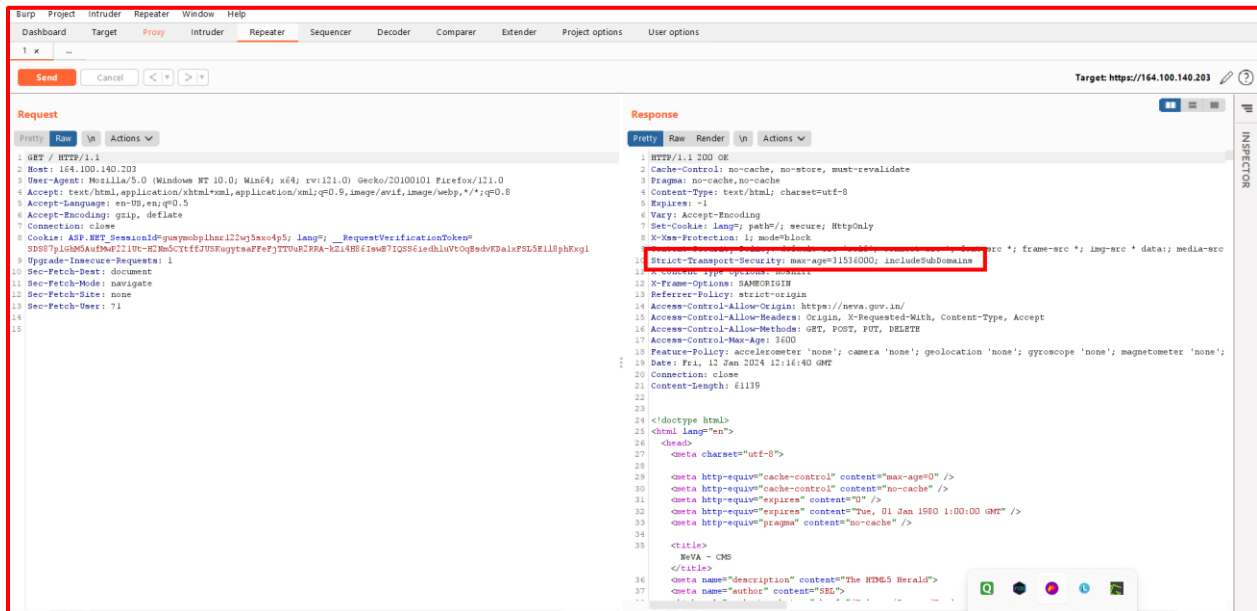 Burp Project Intruder Repeater Window Help
Dashboard Target Proxy Intruder Repeater Sequencer Decoder Comparer Extender Project options User options
1 × ...
Send Cancel < > Target: https://164.100.140.203
Request
Pretty Raw \n Actions
1 GET / HTTP/1.1
2 Host: 164.100.140.203
3 User-Agent: Mozilla/5.0 (Windows NT 10.0; Win64; x64; rv:121.0) Gecko/20100101 Firefox/121.0
4 Accept: text/html,application/xhtml+xml,application/xml;q=0.9,image/avif,image/webp,*/*;q=0.8
5 Accept-Language: en-US,en;q=0.5
6 Accept-Encoding: gzip, deflate
7 Connection: close
8 Cookie: ASP.NET_SessionId= lang=; __RequestVerificationToken=
9 Upgrade-Insecure-Requests: 1
10 Sec-Fetch-Dest: document
11 Sec-Fetch-Mode: navigate
12 Sec-Fetch-Site: none
13 Sec-Fetch-User: ?1
14
15
Response
Pretty Raw Render \n Actions
INSPECTOR
1 HTTP/1.1 200 OK
2 Cache-Control: no-cache, no-store, must-revalidate
3 Pragma: no-cache,no-cache
4 Content-Type: text/html; charset=utf-8
5 Expires: -1
6 Vary: Accept-Encoding
7 Set-Cookie: lang=; path=/; secure; HttpOnly
8 X-Xss-Protection: 1; mode=block
9 *; frame-src *; img-src * data:; media-src
10 Strict-Transport-Security: max-age=31536000; includeSubDomains
11 X-Content-Type-Options: nosniff
12 X-Frame-Options: SAMEORIGIN
13 Referrer-Policy: strict-origin
14 Access-Control-Allow-Origin: https://neva.gov.in/
15 Access-Control-Allow-Headers: Origin, X-Requested-With, Content-Type, Accept
16 Access-Control-Allow-Methods: GET, POST, PUT, DELETE
17 Access-Control-Max-Age: 3600
18 Feature-Policy: accelerometer 'none'; camera 'none'; geolocation 'none'; gyroscope 'none'; magnetometer 'none';
19 Date: Fri, 12 Jan 2024 12:16:40 GMT
20 Connection: close
21 Content-Length: 61139
22
23
24 <!doctype html>
25 <html lang="en">
26 <head>
27 <meta charset="utf-8">
28
29 <meta http-equiv="cache-control" content="max-age=0" />
30 <meta http-equiv="cache-control" content="no-cache" />
31 <meta http-equiv="expires" content="0" />
32 <meta http-equiv="expires" content="Tue, 01 Jan 1980 1:00:00 GMT" />
33 <meta http-equiv="pragma" content="no-cache" />
34
35 <title>
NeVA - CMS
</title>
36 <meta name="description" content="The HTML5 Herald">
37 <meta name="author" content="SEL">